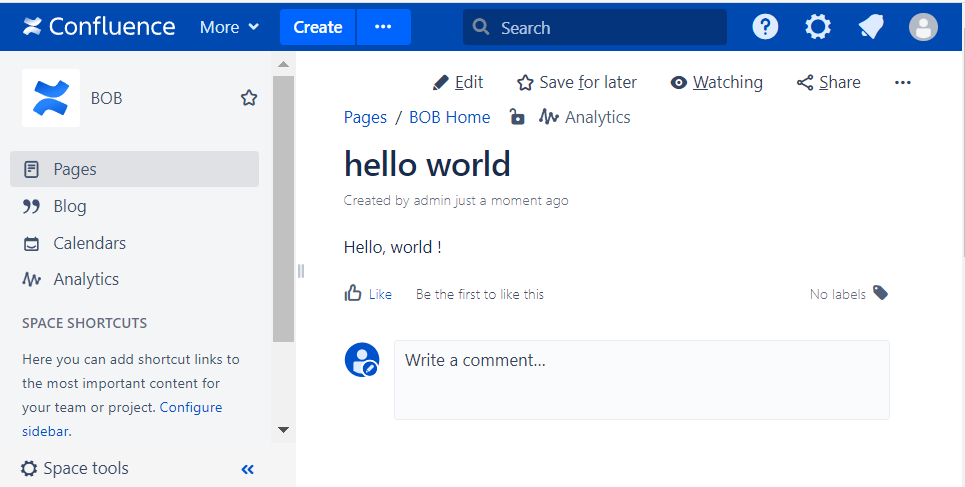 Confluence More Create ••• Search
BOB
Pages
Blog
Calendars
Analytics
SPACE SHORTCUTS
Here you can add shortcut links to
the most important content for
your team or project. Configure
sidebar.
Space tools
Edit Save for later Watching Share •••
Pages / BOB Home Analytics
hello world
Created by admin just a moment ago
Hello, world !
Like Be the first to like this No labels
Write a comment...